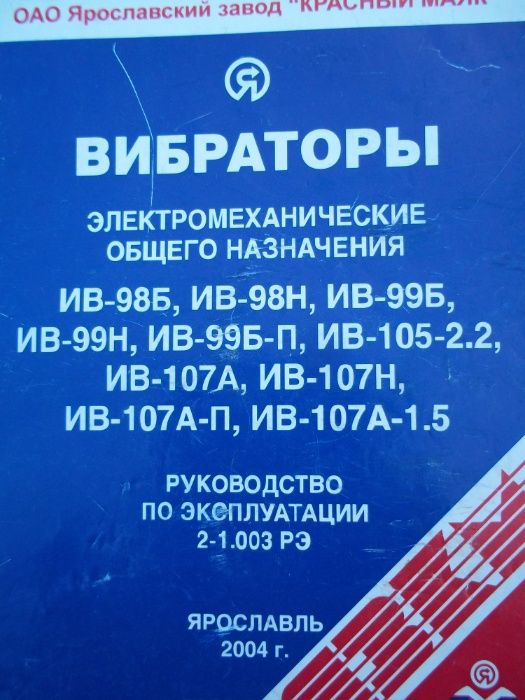 ОАО Ярославский завод "КРАСНЫЙ МАЯК"
ВИБРАТОРЫ
ЭЛЕКТРОМЕХАНИЧЕСКИЕ
ОБЩЕГО НАЗНАЧЕНИЯ
ИВ-98Б, ИВ-98Н, ИВ-99Б,
ИВ-99Н, ИВ-99Б-П, ИВ-105-2.2,
ИВ-107А, ИВ-107Н,
ИВ-107А-П, ИВ-107А-1.5
РУКОВОДСТВО
ПО ЭКСПЛУАТАЦИИ
2-1.003 РЭ
ЯРОСЛАВЛЬ
2004 г.